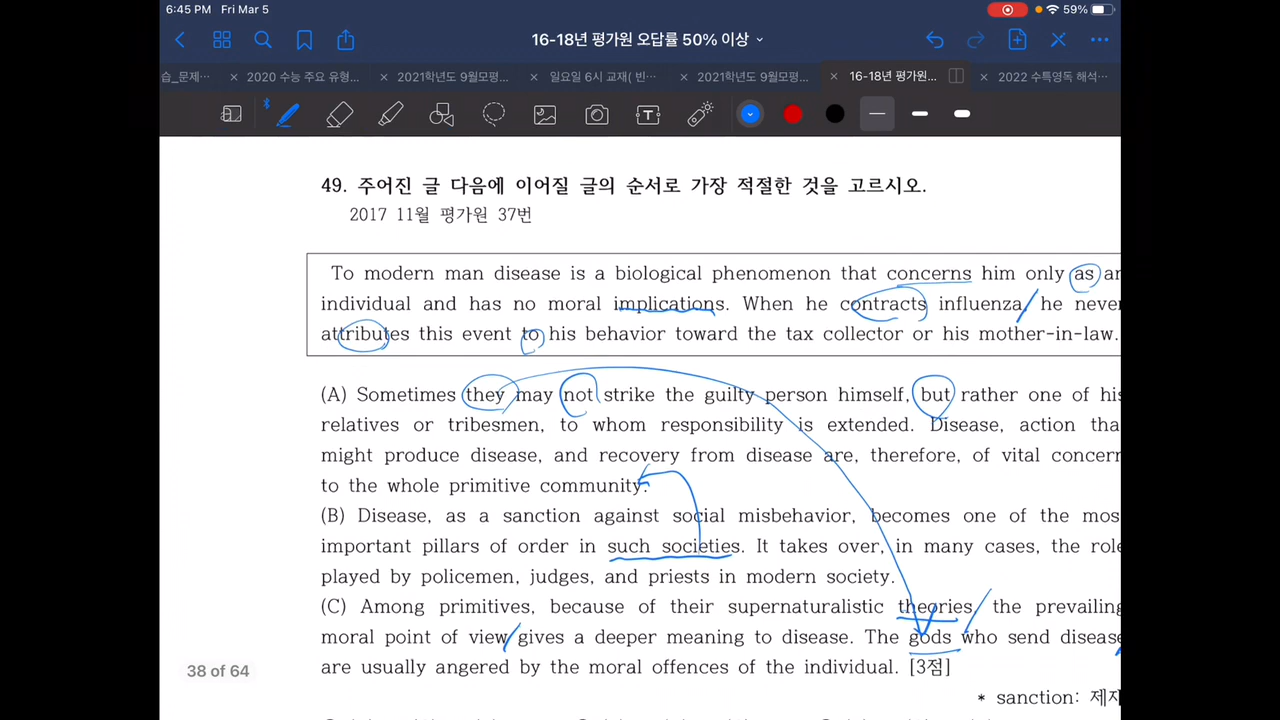 6:45 PM Fri Mar 5 59%
16-18년 평가원 오답률 50% 이상
습_문제… 2020 수능 주요 유형… 2021학년도 9월모평… 일요일 6시 교재( 빈… 2021학년도 9월모평… 16-18년 평가원… 2022 수특영독 해석…
49. 주어진 글 다음에 이어질 글의 순서로 가장 적절한 것을 고르시오.
2017 11월 평가원 37번
To modern man disease is a biological phenomenon that concerns him only as an
individual and has no moral implications. When he contracts influenza, he never
attributes this event to his behavior toward the tax collector or his mother-in-law.
(A) Sometimes they may not strike the guilty person himself, but rather one of his
relatives or tribesmen, to whom responsibility is extended. Disease, action tha
might produce disease, and recovery from disease are, therefore, of vital concern
to the whole primitive community.
(B) Disease, as a sanction against social misbehavior, becomes one of the mos
important pillars of order in such societies. It takes over, in many cases, the role
played by policemen, judges, and priests in modern society.
(C) Among primitives, because of their supernaturalistic theories, the prevailing
moral point of view gives a deeper meaning to disease. The gods who send disease
are usually angered by the moral offences of the individual. [3점]
38 of 64
* sanction: 제재